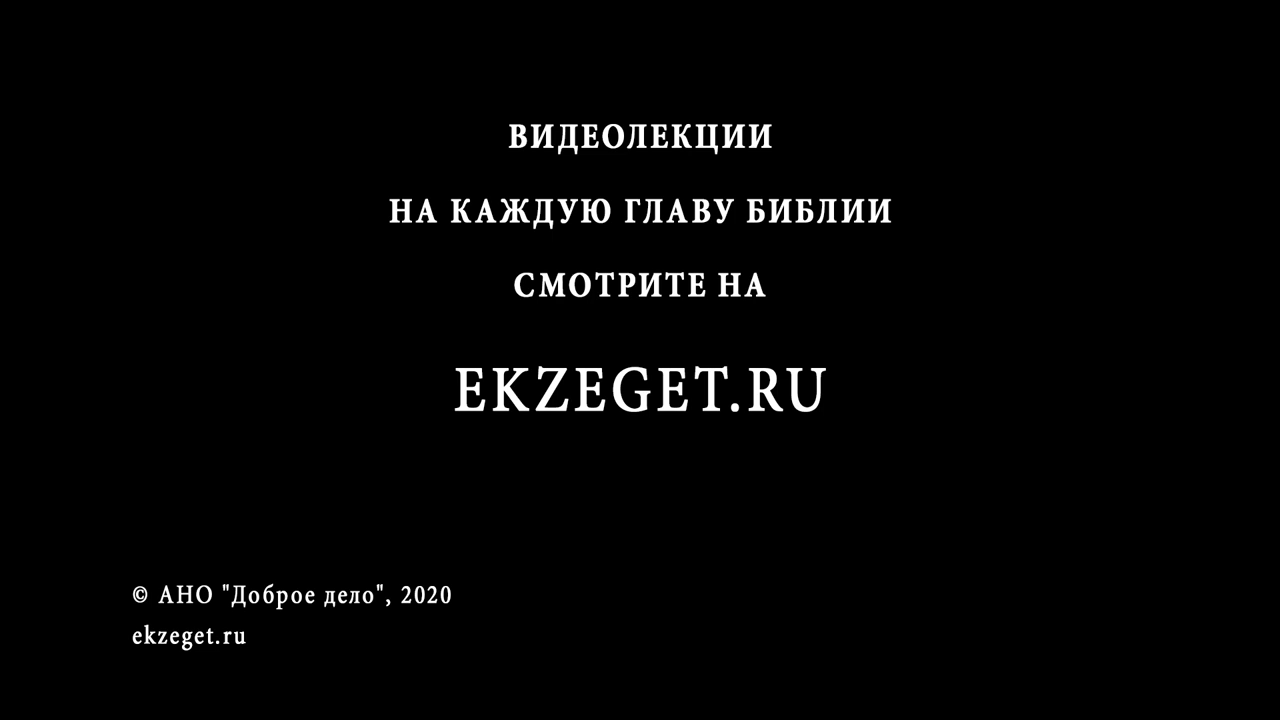 ВИДЕОЛЕКЦИИ
НА КАЖДУЮ ГЛАВУ БИБЛИИ
СМОТРИТЕ НА
EKZEGET.RU
© АНО "Доброе дело", 2020
ekzeget.ru